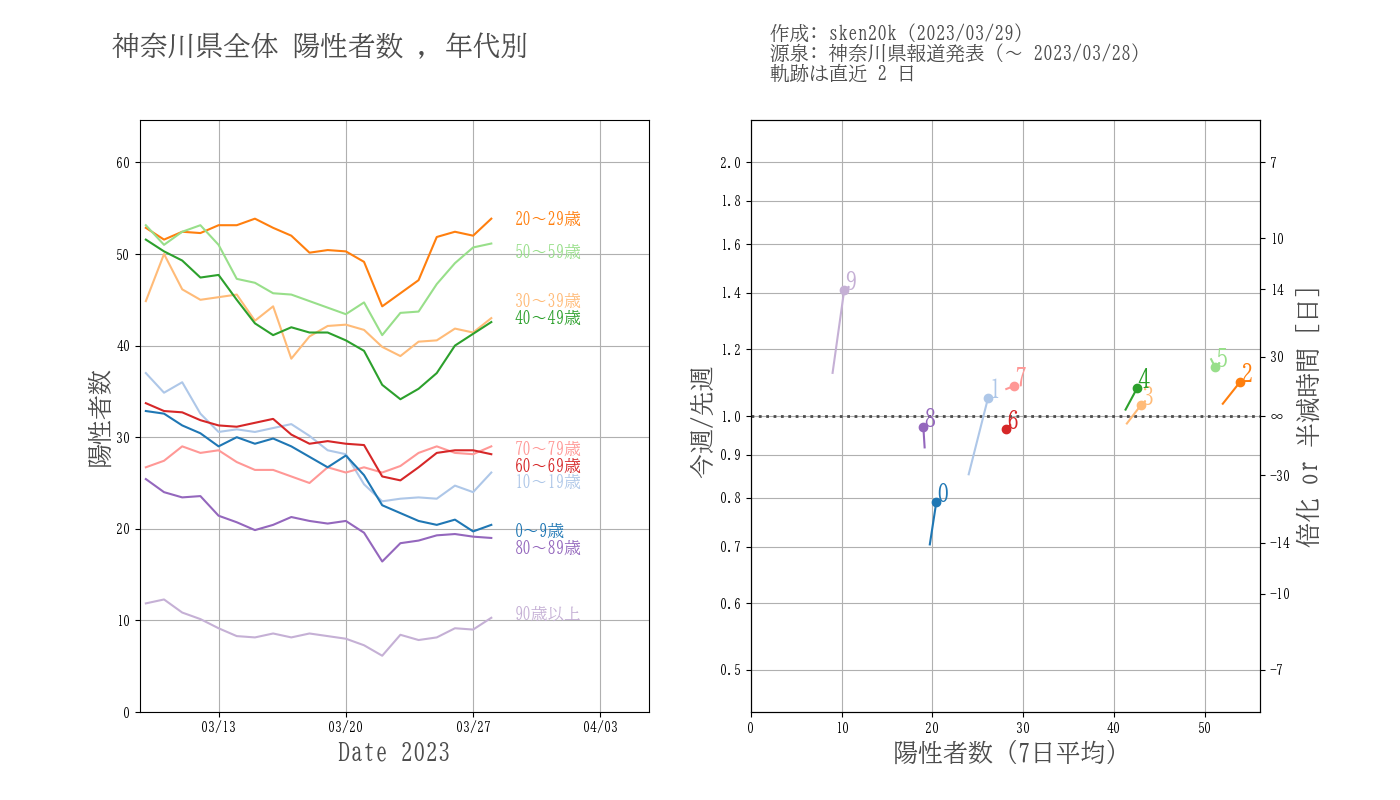 神奈川県全体 陽性者数 , 年代別
作成: sken20k (2023/03/29)
源泉: 神奈川県報道発表 (～ 2023/03/28)
軌跡は直近 2 日
陽性者数
60
50
40
30
20
10
0
20～29歳
50～59歳
30～39歳
40～49歳
70～79歳
60～69歳
10～19歳
0～9歳
80～89歳
90歳以上
03/13
03/20
03/27
04/03
Date 2023
今週/先週
2.0
1.8
1.6
1.4
1.2
1.0
0.9
0.8
0.7
0.6
0.5
9
5
2
7
4
1
3
8
6
0
7
10
14
30
∞
-30
-14
-10
-7
倍化 or 半減時間 [日]
0
10
20
30
40
50
陽性者数 (7日平均)